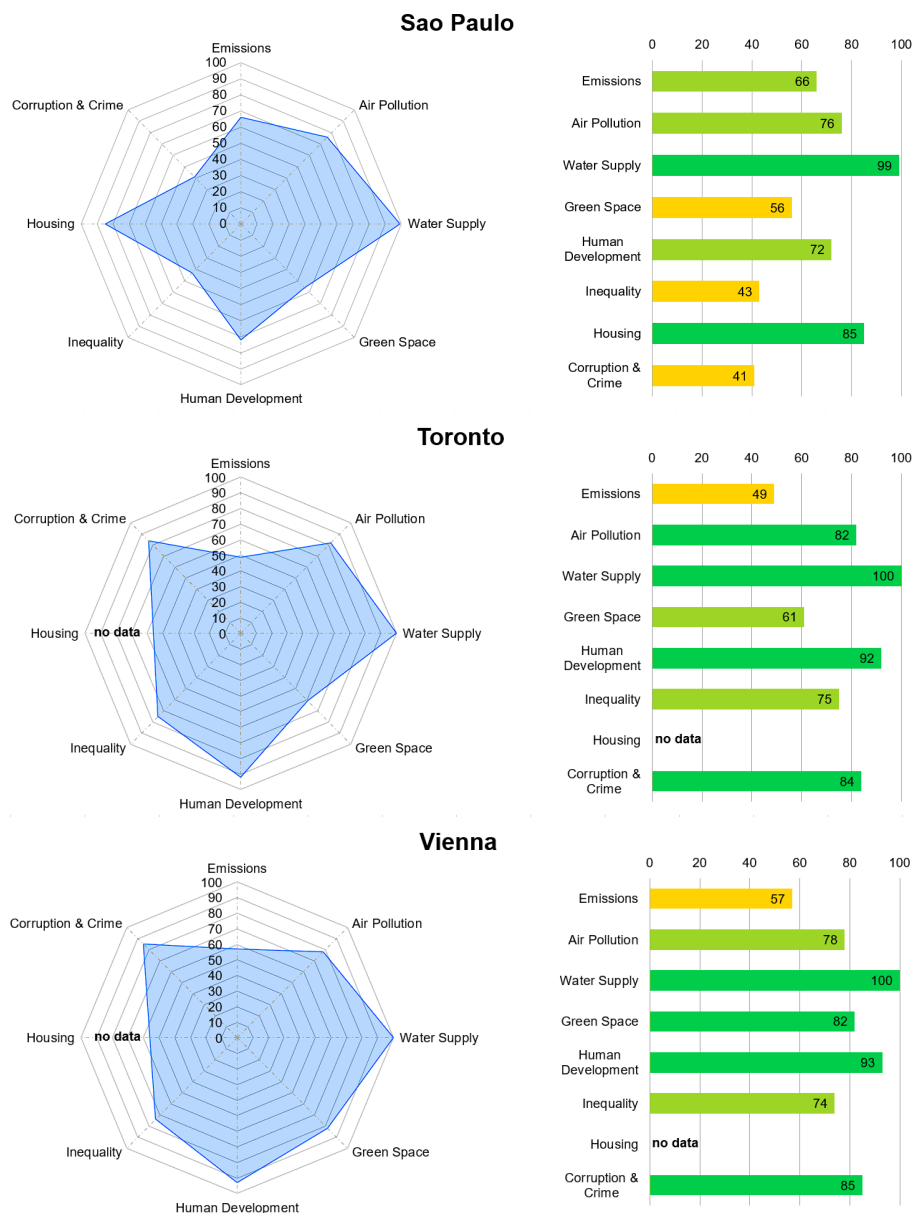 Sao Paulo
Emissions
100
90
80
70
60
50
40
30
20
10
0
Corruption & Crime
Air Pollution
Housing
Water Supply
Inequality
Green Space
Human Development
0 20 40 60 80 100
Emissions 66
Air Pollution 76
Water Supply 99
Green Space 56
Human
Development 72
Inequality 43
Housing 85
Corruption &
Crime 41
Toronto
Emissions
100
90
80
70
60
50
40
30
20
10
0
Corruption & Crime
Air Pollution
Housing no data
Water Supply
Inequality
Green Space
Human Development
0 20 40 60 80 100
Emissions 49
Air Pollution 82
Water Supply 100
Green Space 61
Human
Development 92
Inequality 75
Housing no data
Corruption &
Crime 84
Vienna
Emissions
100
90
80
70
60
50
40
30
20
10
0
Corruption & Crime
Air Pollution
Housing no data
Water Supply
Inequality
Green Space
Human Development
0 20 40 60 80 100
Emissions 57
Air Pollution 78
Water Supply 100
Green Space 82
Human
Development 93
Inequality 74
Housing no data
Corruption &
Crime 85